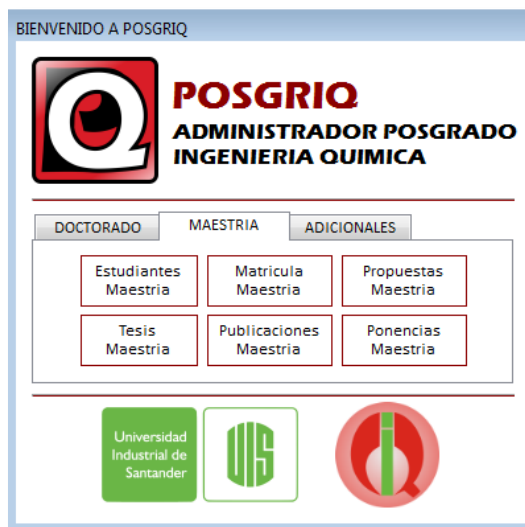 BIENVENIDO A POSGRIQ
POSGRIQ
ADMINISTRADOR POSGRADO
INGENIERIA QUIMICA
DOCTORADO
MAESTRIA
ADICIONALES
Estudiantes
Maestria
Matricula
Maestria
Propuestas
Maestria
Tesis
Maestria
Publicaciones
Maestria
Ponencias
Maestria
Universidad
Industrial de
Santander
UIS